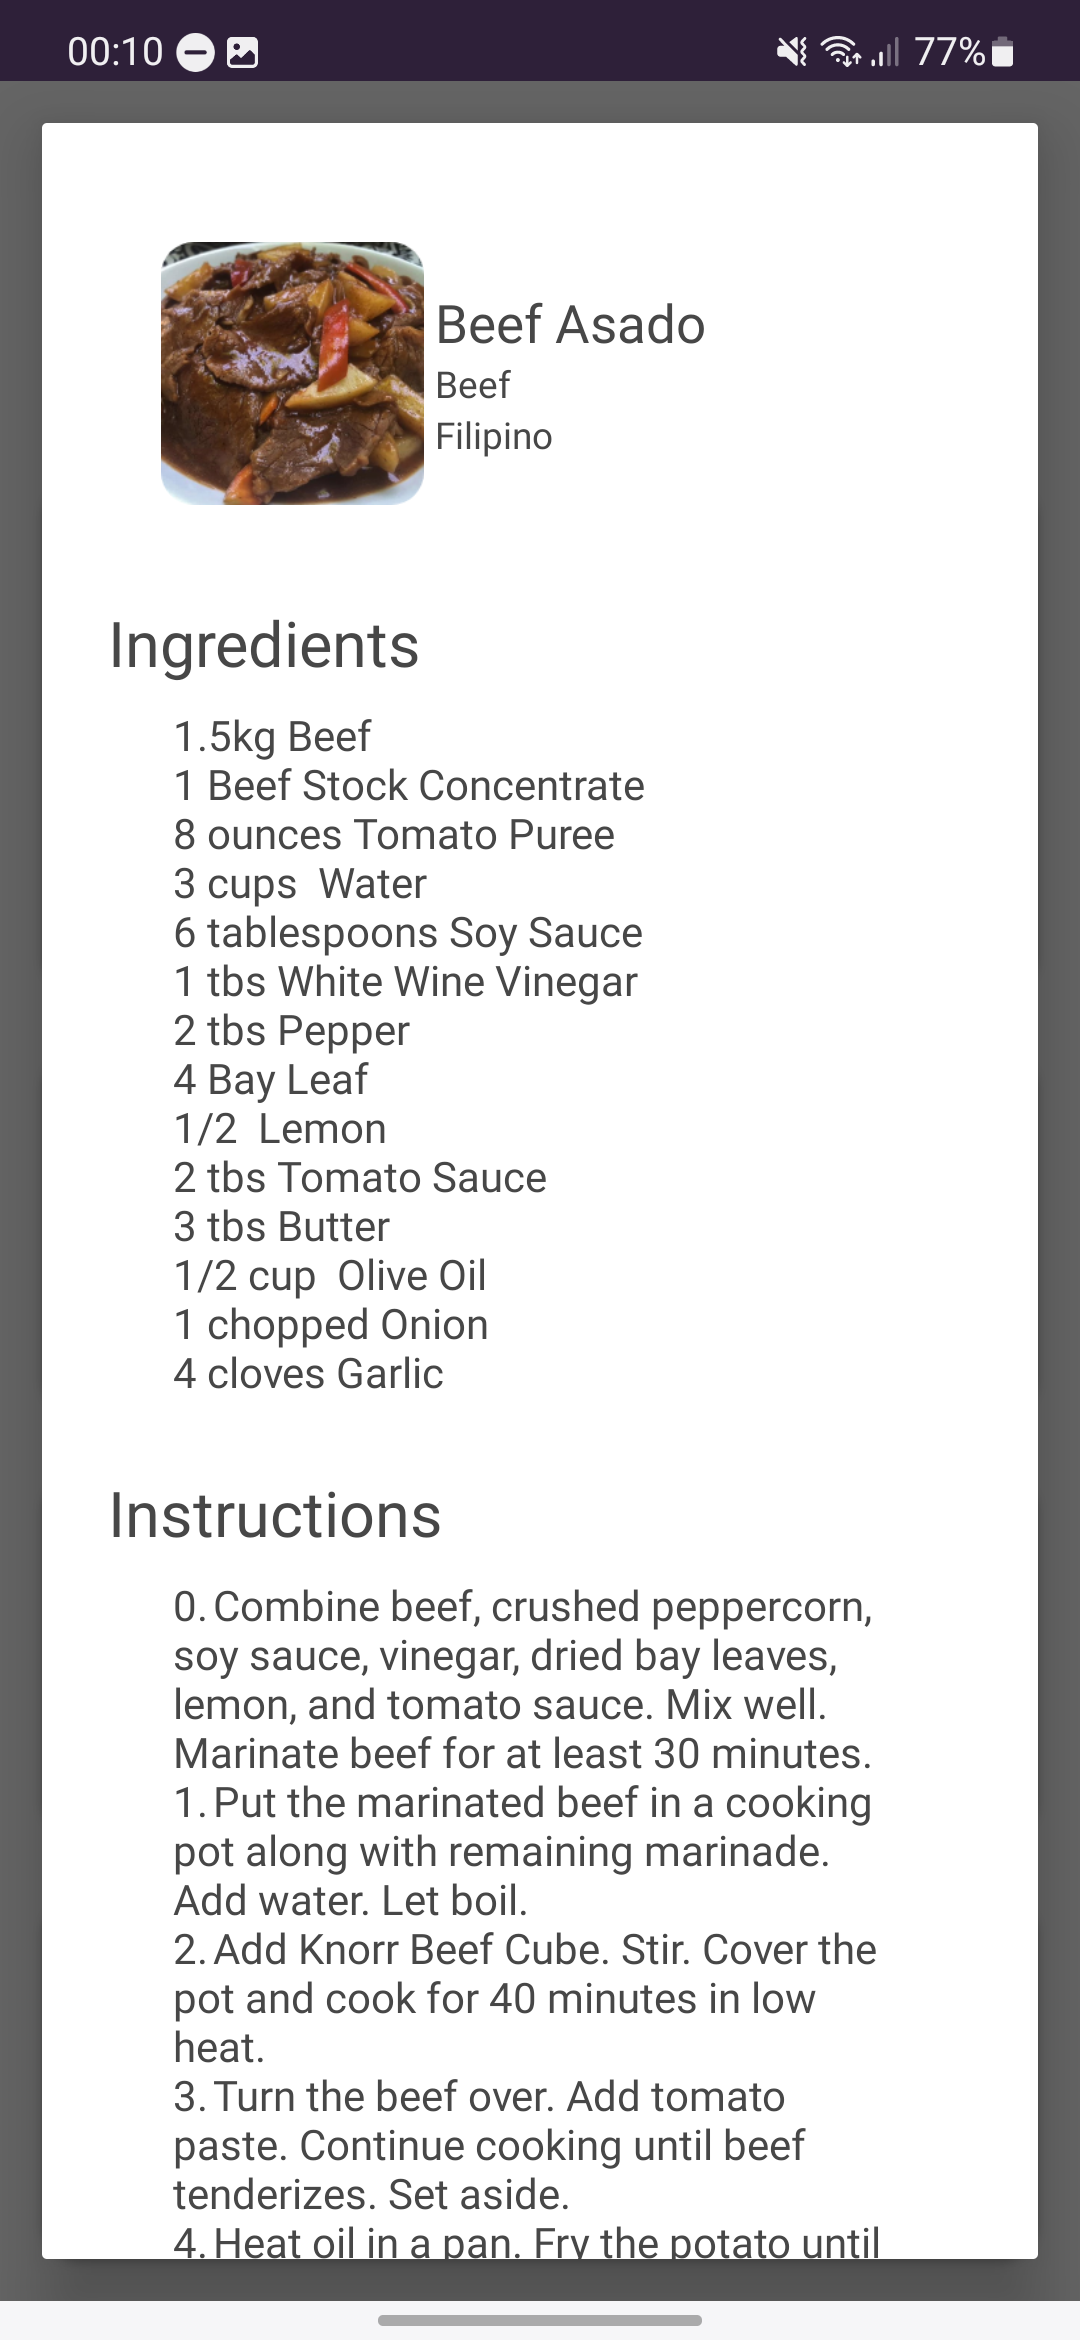 00:10 77%
Beef Asado
Beef
Filipino
Ingredients
1.5kg Beef
1 Beef Stock Concentrate
8 ounces Tomato Puree
3 cups  Water
6 tablespoons Soy Sauce
1 tbs White Wine Vinegar
2 tbs Pepper
4 Bay Leaf
1/2  Lemon
2 tbs Tomato Sauce
3 tbs Butter
1/2 cup  Olive Oil
1 chopped Onion
4 cloves Garlic
Instructions
0. Combine beef, crushed peppercorn,
soy sauce, vinegar, dried bay leaves,
lemon, and tomato sauce. Mix well.
Marinate beef for at least 30 minutes.
1. Put the marinated beef in a cooking
pot along with remaining marinade.
Add water. Let boil.
2. Add Knorr Beef Cube. Stir. Cover the
pot and cook for 40 minutes in low
heat.
3. Turn the beef over. Add tomato
paste. Continue cooking until beef
tenderizes. Set aside.
4. Heat oil in a pan. Fry the potato until